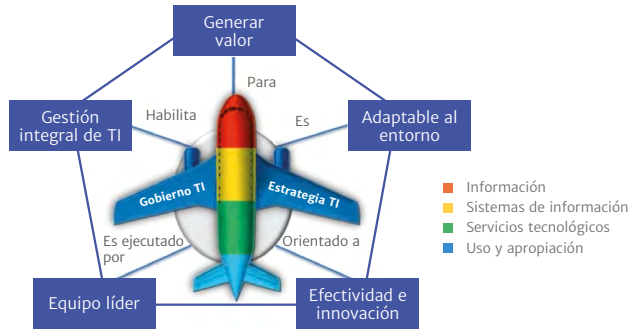 Generar
valor
Para
Habilita
Es
Gestión
integral de TI
Adaptable al
entorno
Gobierno TI
Estrategia TI
Información
Sistemas de información
Servicios tecnológicos
Uso y apropiación
Es ejecutado
por
Orientado a
Equipo líder
Efectividad e
innovación